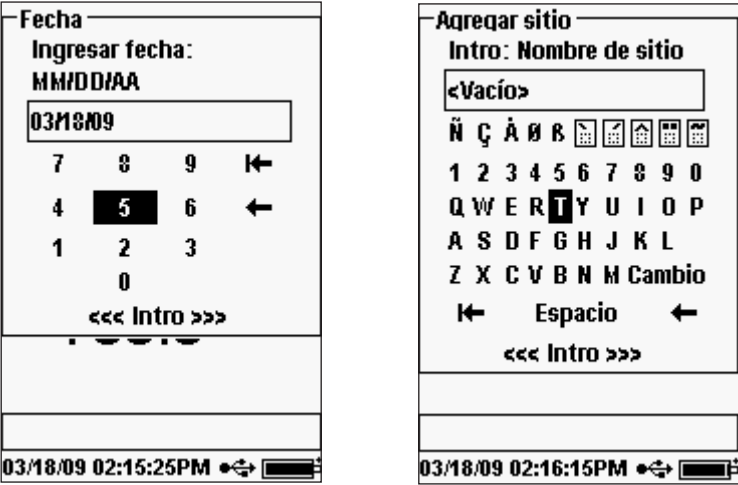 Fecha
Ingresar fecha:
MM/DD/AA
03/18/09
7 8 9
4 5 6
1 2 3
0
<<< Intro >>>
03/18/09 02:15:25PM
Agregar sitio
Intro: Nombre de sitio
<Vacío>
Ñ Ç Å Ø ß
1 2 3 4 5 6 7 8 9 0
Q W E R T Y U I O P
A S D F G H J K L
Z X C V B N M Cambio
Espacio
<<< Intro >>>
03/18/09 02:16:15PM